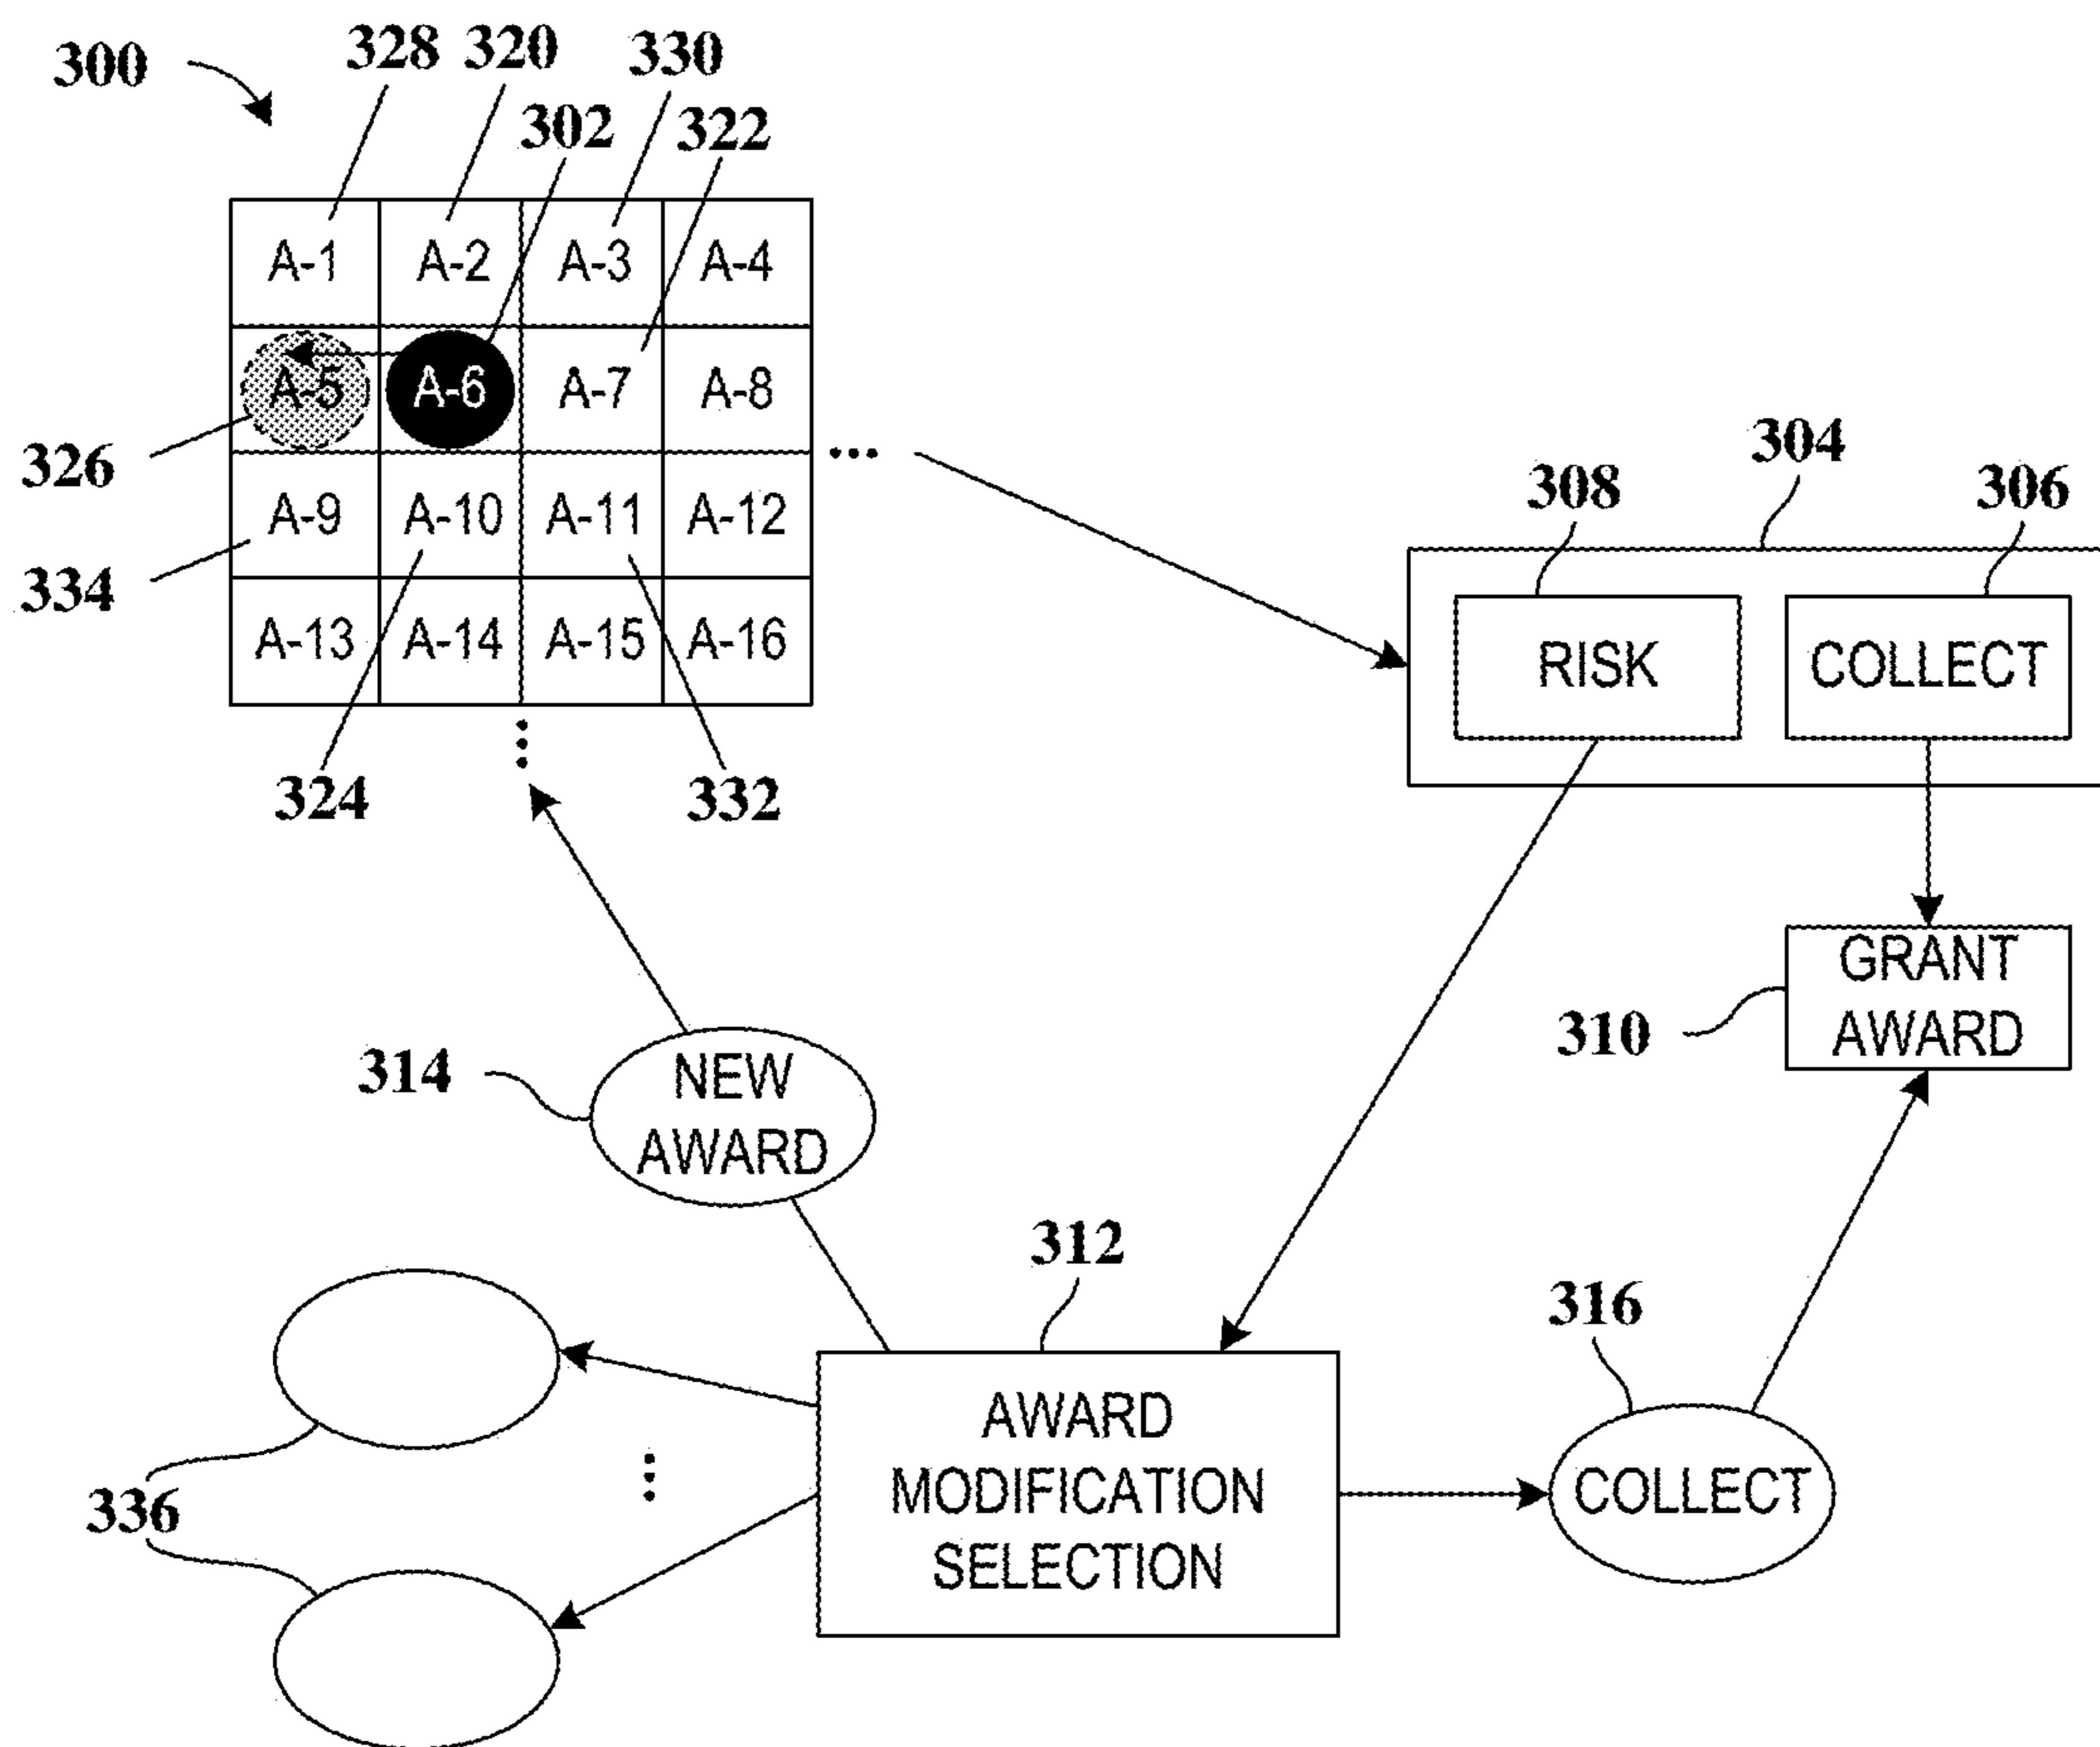 300
328 320 330
302 322
A-1 A-2 A-3 A-4
A-5 A-6 A-7 A-8
326
A-9 A-10 A-11 A-12
334
A-13 A-14 A-15 A-16
...
324 332
304
308 306
RISK COLLECT
GRANT
AWARD
310
314
NEW
AWARD
312
316
AWARD
MODIFICATION
SELECTION
COLLECT
336